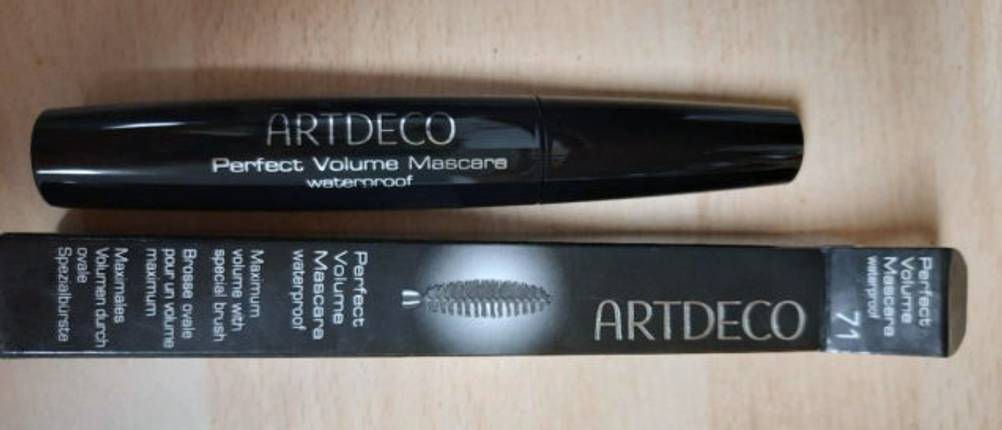 ARTDECO
Perfect Volume Mascara
waterproof
Perfect
Volume
Mascara
waterproof
Maximum
volume with
special brush
Brosse ovale
pour un volume
maximum
Maximales
Volumen durch
ovale
Spezialbürste
ARTDECO
Perfect
Volume
Mascara
waterproof
71